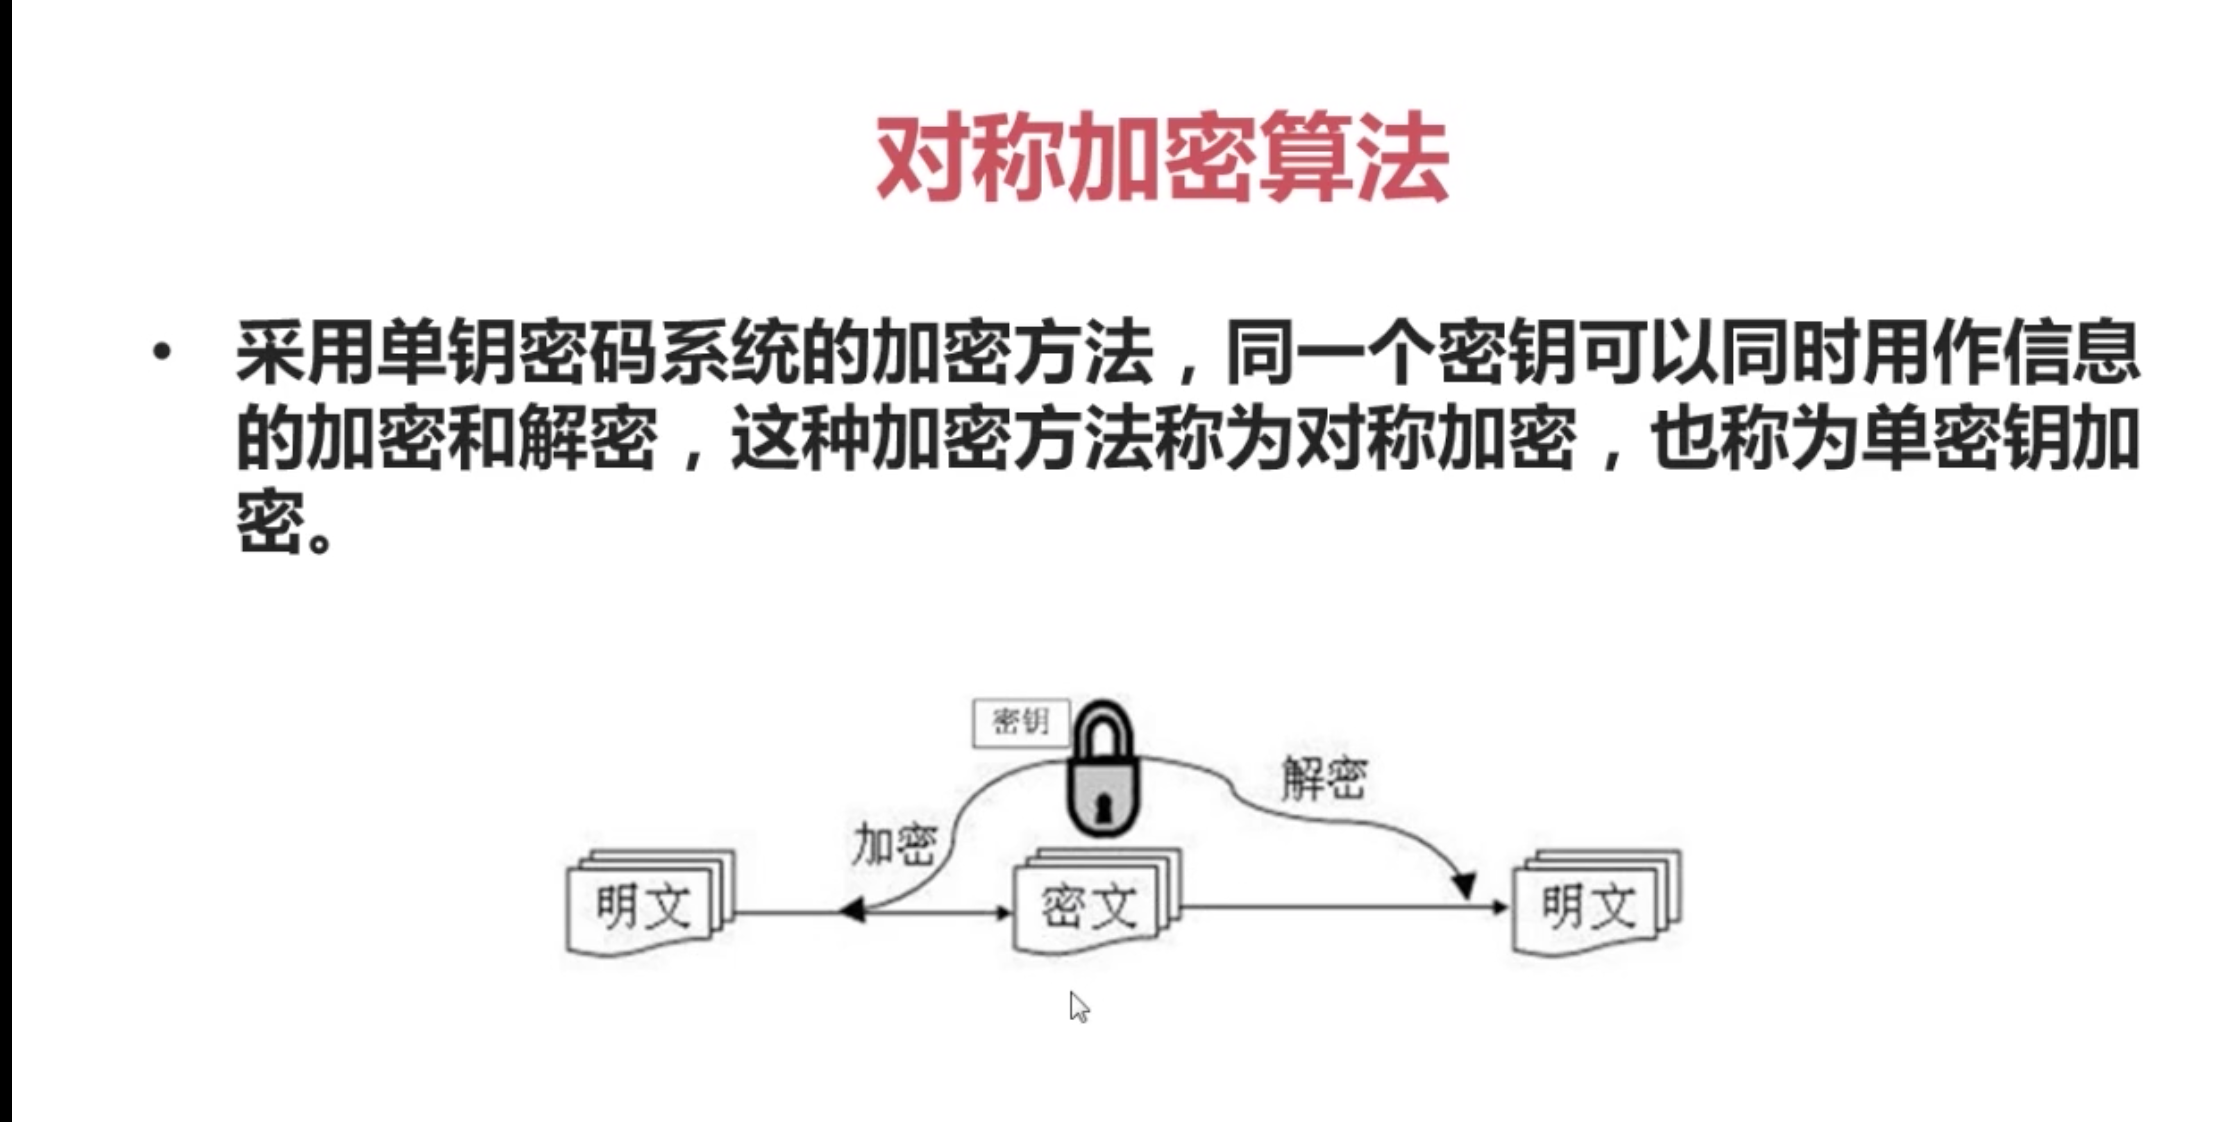 对称加密算法
• 采用单钥密码系统的加密方法，同一个密钥可以同时用作信息
的加密和解密，这种加密方法称为对称加密，也称为单密钥加
密。
密钥
解密
加密
明文
密文
明文